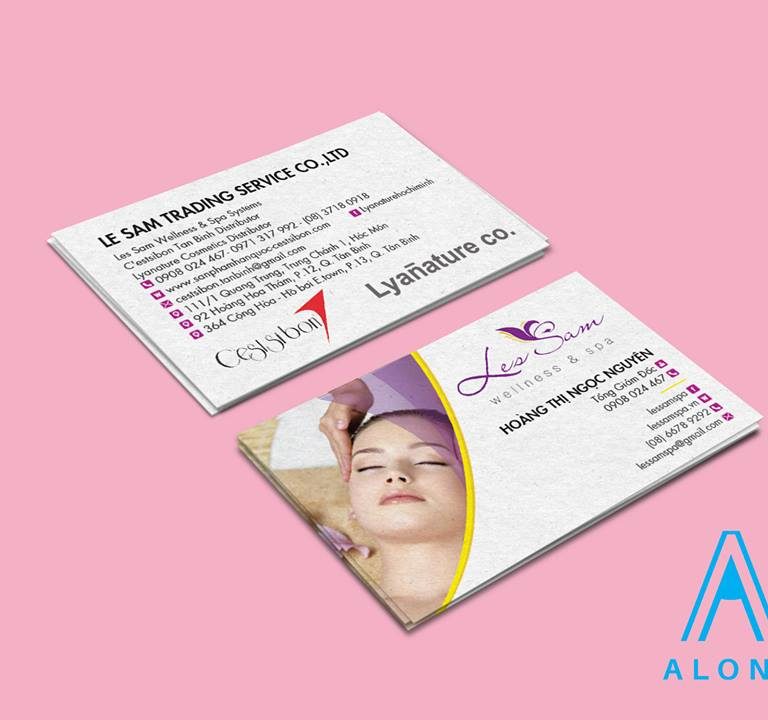 LE SAM TRADING SERVICE CO.,LTD
Les Sam Wellness & Spa Systems
C'estsibon Tan Binh Distributor
Lyanature Cosmetics Distributor
0908 024 467- 0971 317 992 - (08) 3718 0918
www.sanphamhanquoc-cestsibon.com
lyanaturehochiminh
cestsibon.tanbinh@gmail.com
111/1 Quang Trung, Trung Chánh 1, Hóc Môn
92 Hoàng Hoa Thám, P.12, Q. Tân Bình
364 Cộng Hòa - Hồ bơi E.town, P.13, Q. Tân Bình
Cestsibon
Lyanature co.
Les Sam
wellness & spa
HOÀNG THỊ NGỌC NGUYÊN
Tổng Giám Đốc
0908 024 467
lessamspa
lessamspa.vn
(08) 6678 9292
lessamspa@gmail.com
ALON